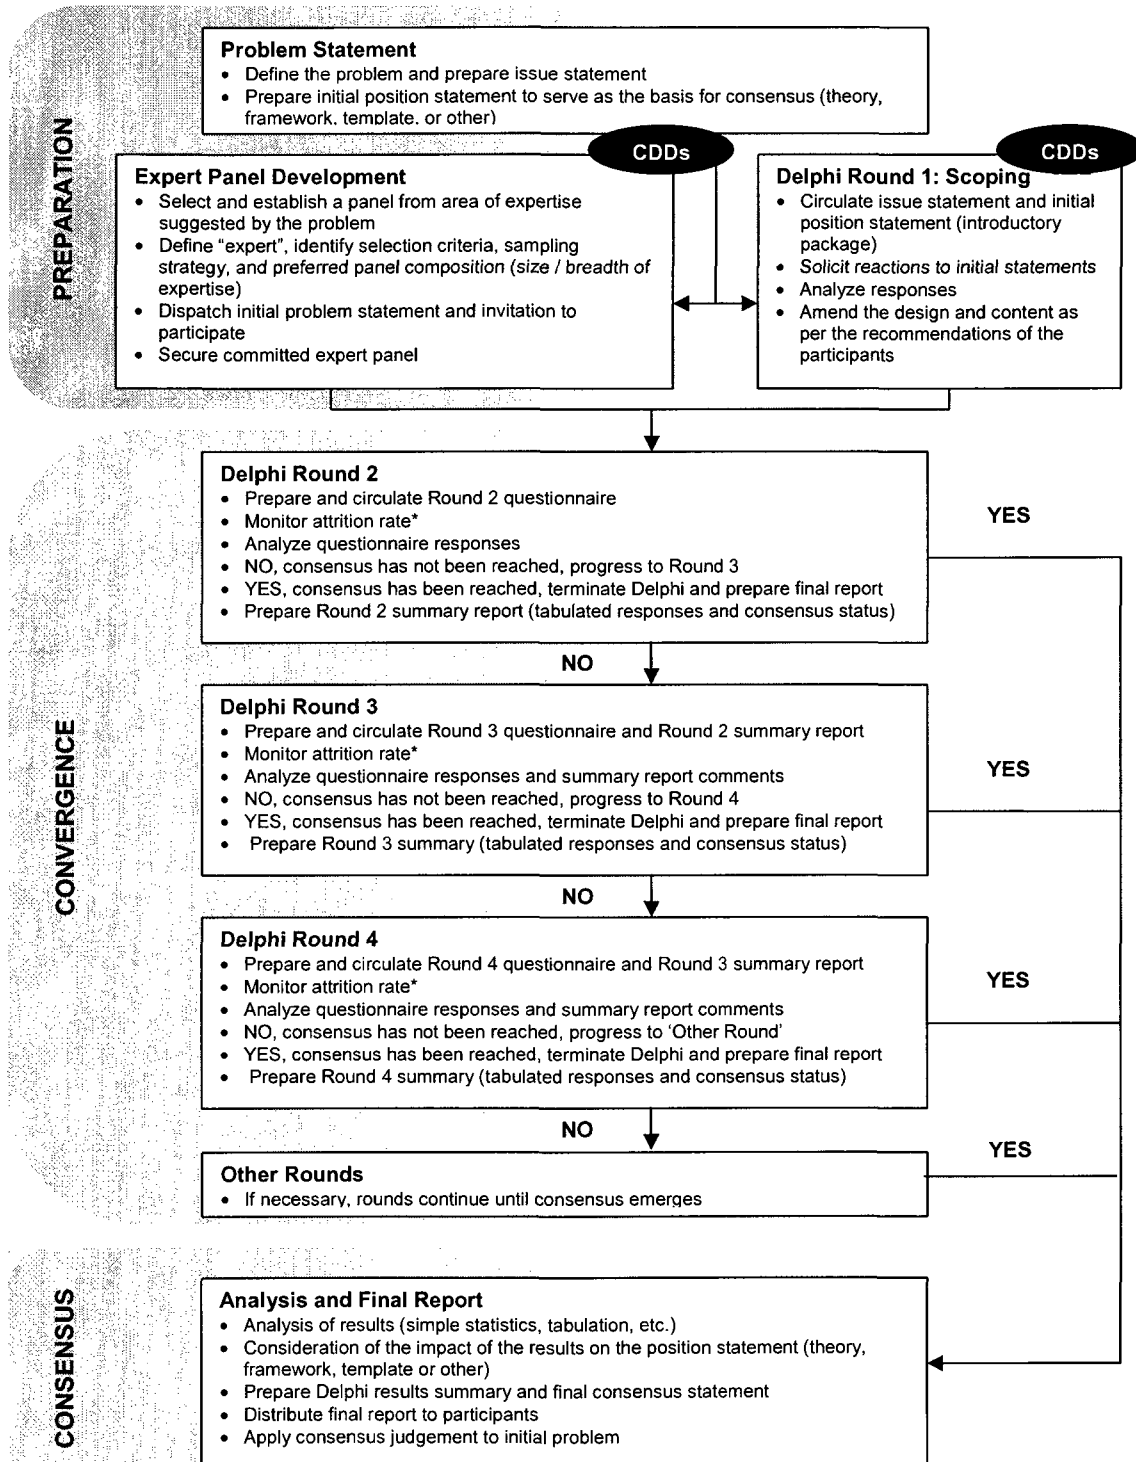 PREPARATION
Problem Statement
• Define the problem and prepare issue statement
• Prepare initial position statement to serve as the basis for consensus (theory,
framework, template, or other)
CDDs
Expert Panel Development
• Select and establish a panel from area of expertise
suggested by the problem
• Define “expert”, identify selection criteria, sampling
strategy, and preferred panel composition (size / breadth of
expertise)
• Dispatch initial problem statement and invitation to
participate
• Secure committed expert panel
CDDs
Delphi Round 1: Scoping
• Circulate issue statement and initial
position statement (introductory
package)
• Solicit reactions to initial statements
• Analyze responses
• Amend the design and content as
per the recommendations of the
participants
CONVERGENCE
Delphi Round 2
• Prepare and circulate Round 2 questionnaire
• Monitor attrition rate*
• Analyze questionnaire responses
• NO, consensus has not been reached, progress to Round 3
• YES, consensus has been reached, terminate Delphi and prepare final report
• Prepare Round 2 summary report (tabulated responses and consensus status)
YES
NO
Delphi Round 3
• Prepare and circulate Round 3 questionnaire and Round 2 summary report
• Monitor attrition rate*
• Analyze questionnaire responses and summary report comments
• NO, consensus has not been reached, progress to Round 4
• YES, consensus has been reached, terminate Delphi and prepare final report
• Prepare Round 3 summary (tabulated responses and consensus status)
YES
NO
Delphi Round 4
• Prepare and circulate Round 4 questionnaire and Round 3 summary report
• Monitor attrition rate*
• Analyze questionnaire responses and summary report comments
• NO, consensus has not been reached, progress to ‘Other Round’
• YES, consensus has been reached, terminate Delphi and prepare final report
• Prepare Round 4 summary (tabulated responses and consensus status)
YES
NO
Other Rounds
• If necessary, rounds continue until consensus emerges
YES
CONSENSUS
Analysis and Final Report
• Analysis of results (simple statistics, tabulation, etc.)
• Consideration of the impact of the results on the position statement (theory,
framework, template or other)
• Prepare Delphi results summary and final consensus statement
• Distribute final report to participants
• Apply consensus judgement to initial problem